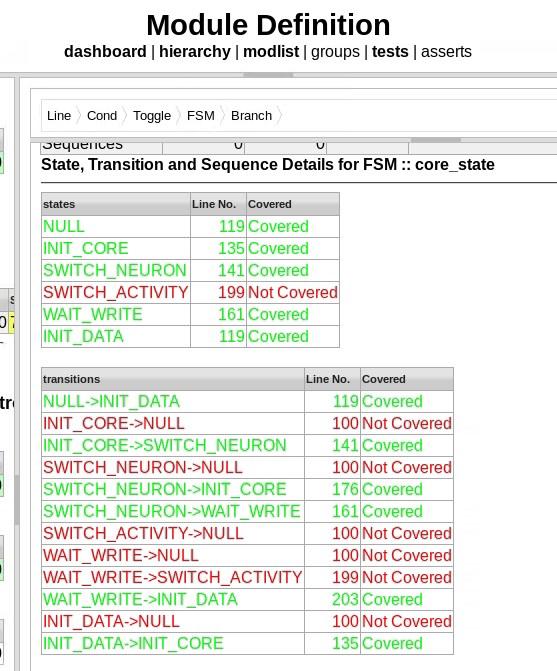 Module Definition
dashboard | hierarchy | modlist | groups | tests | asserts
Line Cond Toggle FSM Branch
Sequences 0 0
State, Transition and Sequence Details for FSM :: core_state
states Line No. Covered
NULL 119 Covered
INIT_CORE 135 Covered
SWITCH_NEURON 141 Covered
SWITCH_ACTIVITY 199 Not Covered
WAIT_WRITE 161 Covered
INIT_DATA 119 Covered
transitions Line No. Covered
NULL->INIT_DATA 119 Covered
INIT_CORE->NULL 100 Not Covered
INIT_CORE->SWITCH_NEURON 141 Covered
SWITCH_NEURON->NULL 100 Not Covered
SWITCH_NEURON->INIT_CORE 176 Covered
SWITCH_NEURON->WAIT_WRITE 161 Covered
SWITCH_ACTIVITY->NULL 100 Not Covered
WAIT_WRITE->NULL 100 Not Covered
WAIT_WRITE->SWITCH_ACTIVITY 199 Not Covered
WAIT_WRITE->INIT_DATA 203 Covered
INIT_DATA->NULL 100 Not Covered
INIT_DATA->INIT_CORE 135 Covered